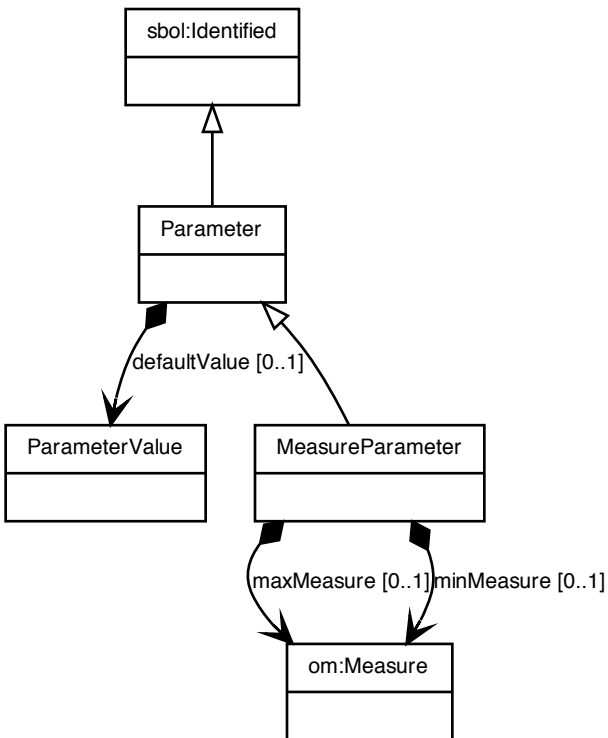 sbol:Identified
Parameter
defaultValue [0..1]
ParameterValue
MeasureParameter
maxMeasure [0..1]
minMeasure [0..1]
om:Measure